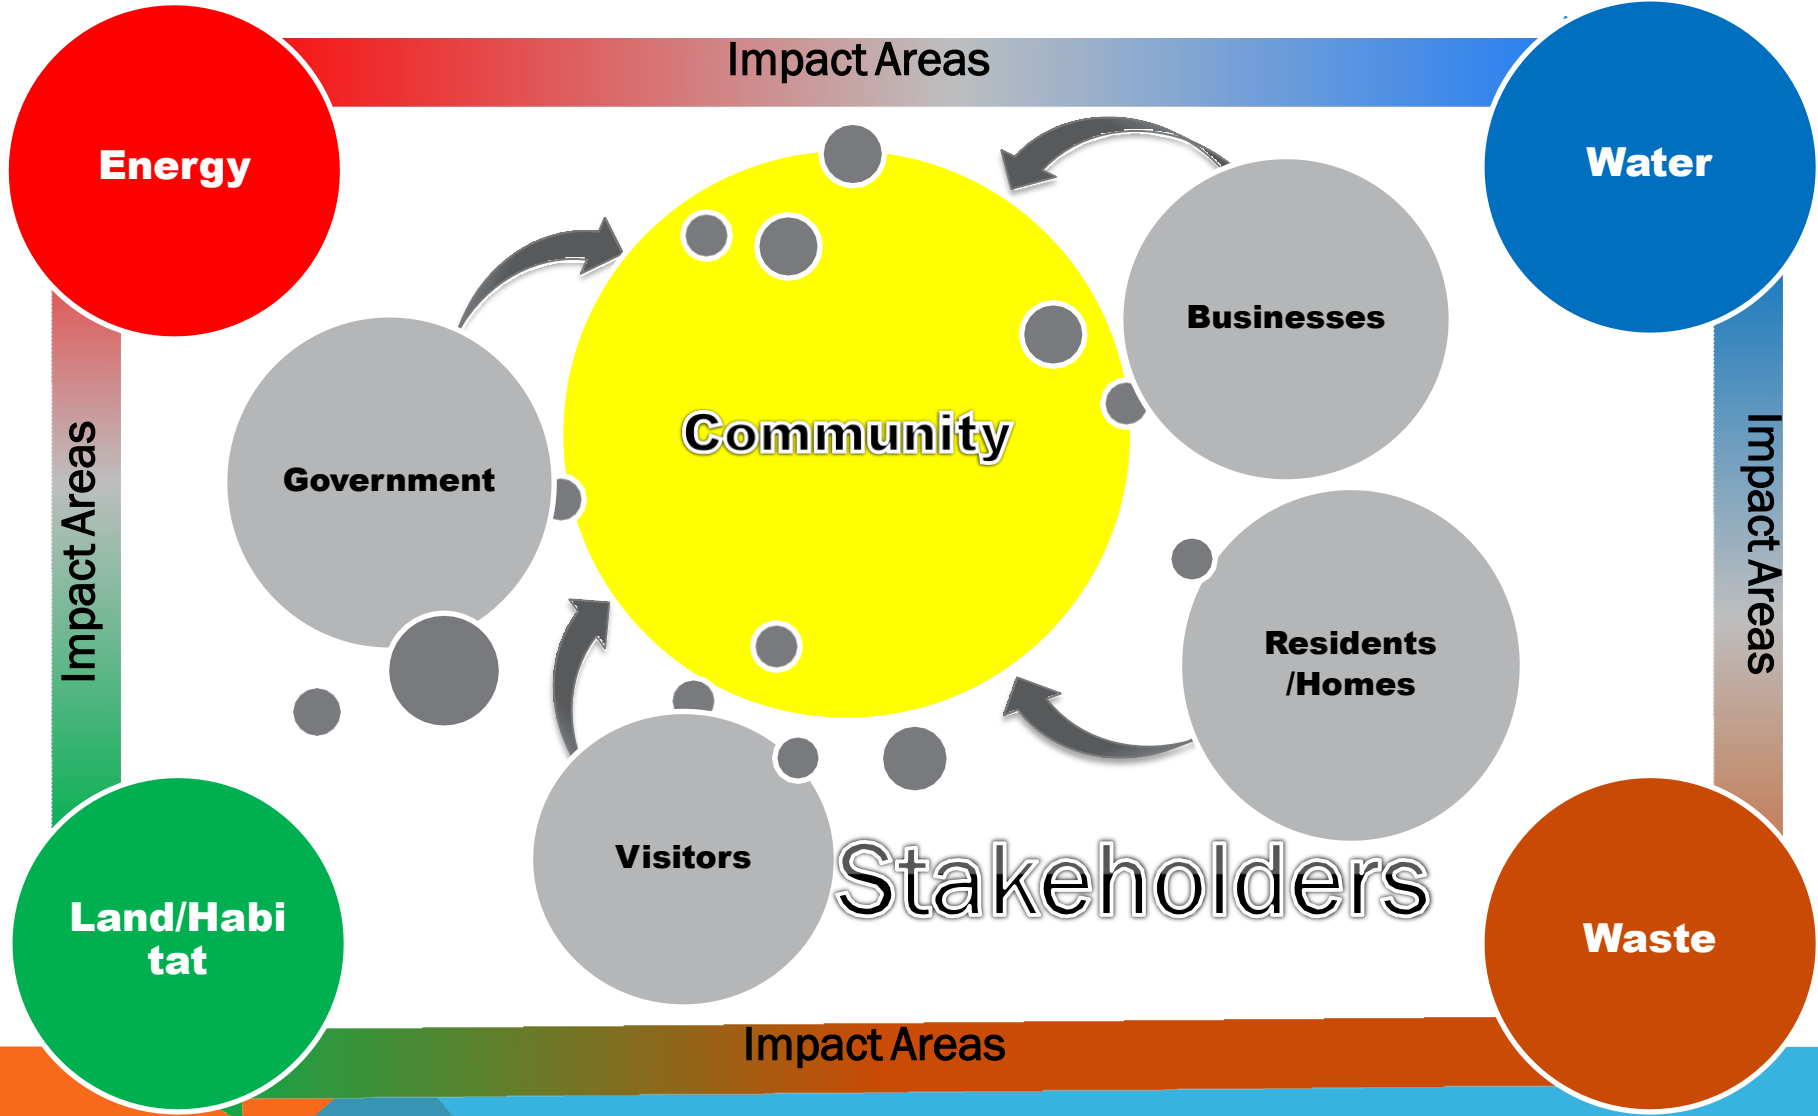 Impact Areas
Energy
Water
Businesses
Community
Government
Impact Areas
Impact Areas
Residents
/Homes
Visitors
Stakeholders
Land/Habi
tat
Waste
Impact Areas